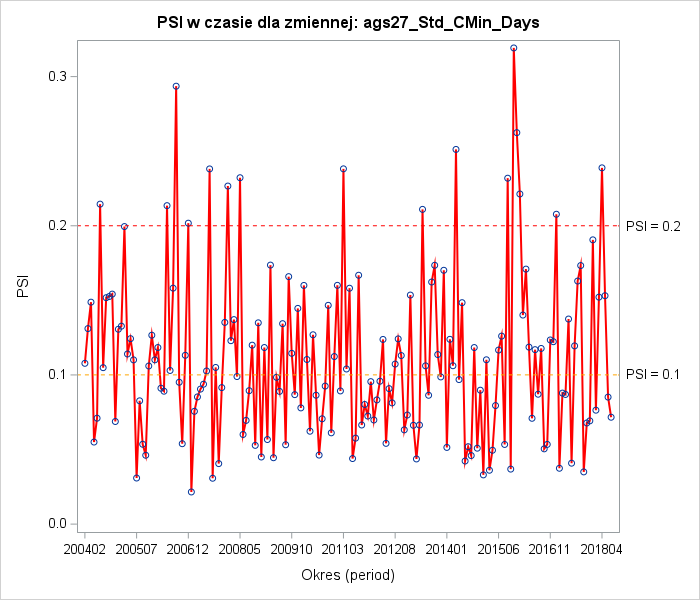 PSI w czasie dla zmiennej: ags27_Std_CMin_Days
0.3
0.2
PSI = 0.2
PSI
0.1
PSI = 0.1
0.0
200402 200507 200612 200805 200910 201103 201208 201401 201506 201611 201804
Okres (period)